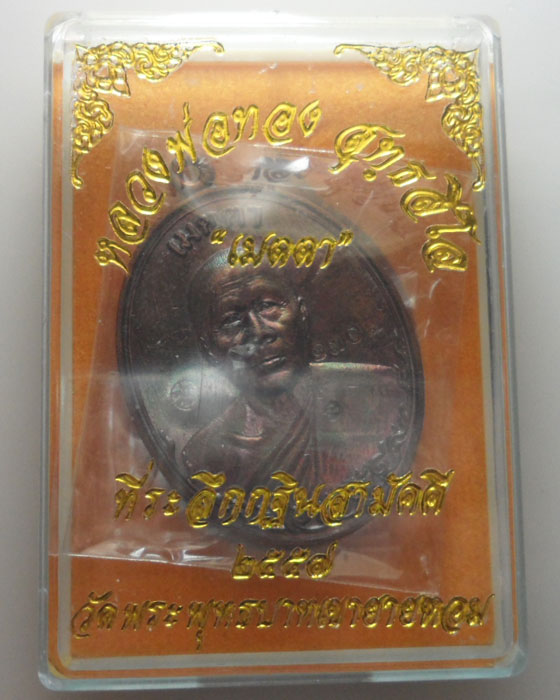 หลวงพ่อทอง สุทธสีโล
"เมตตา"
ที่ระลึกกฐินสามัคคี
๒๕๕๗
วัดพระพุทธบาทเขายายหอม